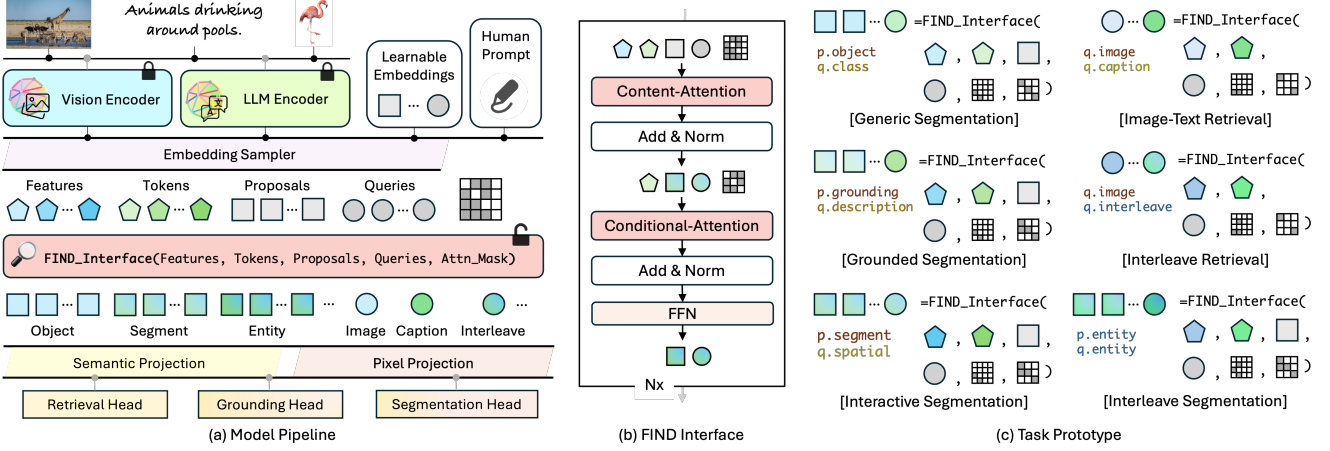 Animals drinking
around pools.
Vision Encoder
LLM Encoder
Learnable
Embeddings
...
Human
Prompt
Embedding Sampler
Features
Tokens
Proposals
Queries
... ... ... ...
FIND_Interface(Features, Tokens, Proposals, Queries, Attn_Mask)
... ... ... ... ...
Object
Segment
Entity
Image
Caption
Interleave
Semantic Projection
Pixel Projection
Retrieval Head
Grounding Head
Segmentation Head
(a) Model Pipeline
Content-Attention
Add & Norm
Conditional-Attention
Add & Norm
FFN
Nx
(b) FIND Interface
... =FIND_Interface(
p.object
q.class
, , ,
, , )
[Generic Segmentation]
... =FIND_Interface(
q.image
q.caption
, ,
, , )
[Image-Text Retrieval]
... =FIND_Interface(
p.grounding
q.description
, , ,
, , )
[Grounded Segmentation]
... =FIND_Interface(
q.image
q.interleave
, ,
, , )
[Interleave Retrieval]
... =FIND_Interface(
p.segment
q.spatial
, , ,
, , )
[Interactive Segmentation]
... =FIND_Interface(
p.entity
q.entity
, , ,
, , )
[Interleave Segmentation]
(c) Task Prototype